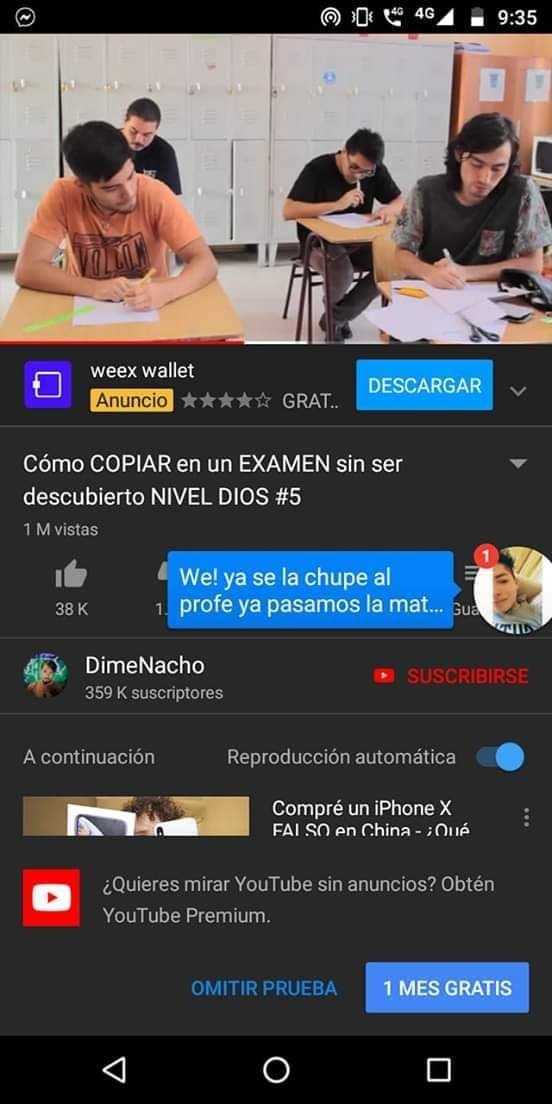 4G 4G 9:35
weex wallet
Anuncio GRAT..
DESCARGAR
Cómo COPIAR en un EXAMEN sin ser
descubierto NIVEL DIOS #5
1 M vistas
We! ya se la chupe al
profe ya pasamos la mat...
1
38 K
1.
Gua
DimeNacho
359 K suscriptores
SUSCRIBIRSE
A continuación
Reproducción automática
Compré un iPhone X
FALSO en China - ¿Qué
¿Quieres mirar YouTube sin anuncios? Obtén
YouTube Premium.
OMITIR PRUEBA
1 MES GRATIS